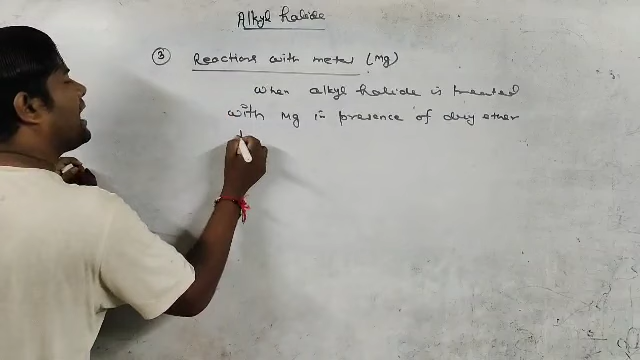 Alkyl halide
③ Reactions with metal (Mg)
When alkyl halide is treated
with Mg in presence of dry ether